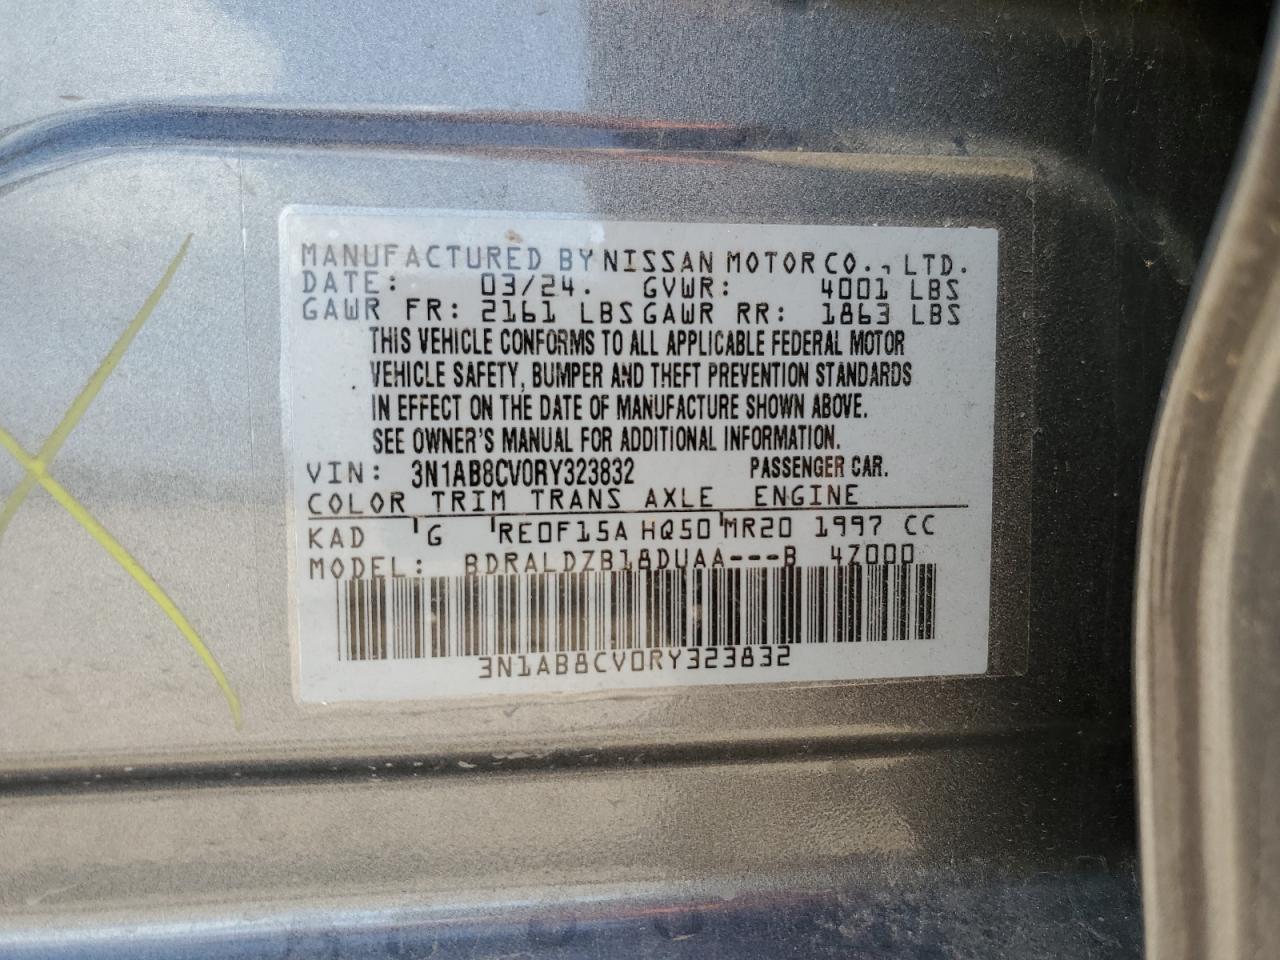 MANUFACTURED BY NISSAN MOTOR CO., LTD.
DATE: 03/24. GVWR: 4001 LBS
GAWR FR: 2161 LBS GAWR RR: 1863 LBS
THIS VEHICLE CONFORMS TO ALL APPLICABLE FEDERAL MOTOR
VEHICLE SAFETY, BUMPER AND THEFT PREVENTION STANDARDS
IN EFFECT ON THE DATE OF MANUFACTURE SHOWN ABOVE.
SEE OWNER'S MANUAL FOR ADDITIONAL INFORMATION.
VIN: 3N1AB8CV0RY323832 PASSENGER CAR.
COLOR TRIM TRANS AXLE ENGINE
KAD G RE0F15A HQ50 MR20 1997 CC
MODEL: BDRALDZB18DUAA---B 4Z000
3N1AB8CV0RY323832